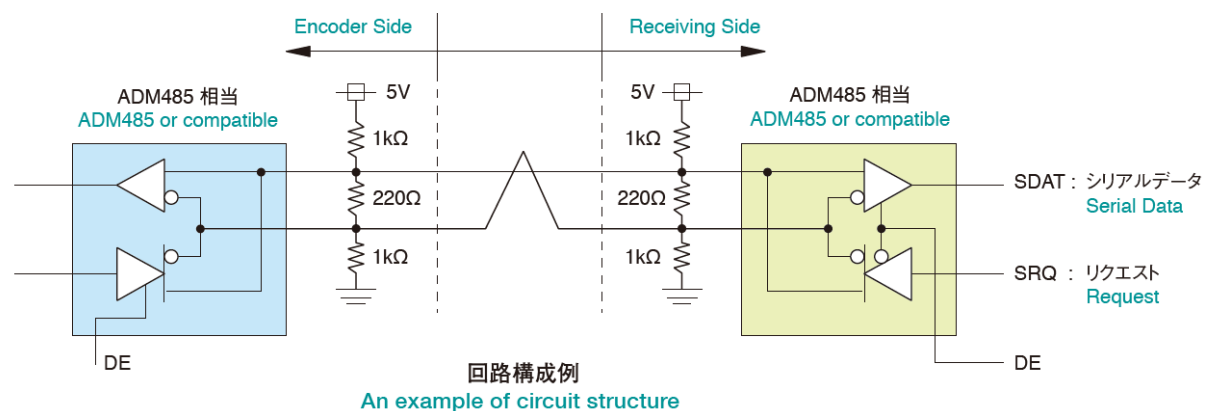 Encoder Side
Receiving Side
ADM485 相当
ADM485 or compatible
5V
1kΩ
220Ω
1kΩ
5V
1kΩ
220Ω
1kΩ
ADM485 相当
ADM485 or compatible
SDAT : シリアルデータ
Serial Data
SRQ : リクエスト
Request
DE
DE
回路構成例
An example of circuit structure